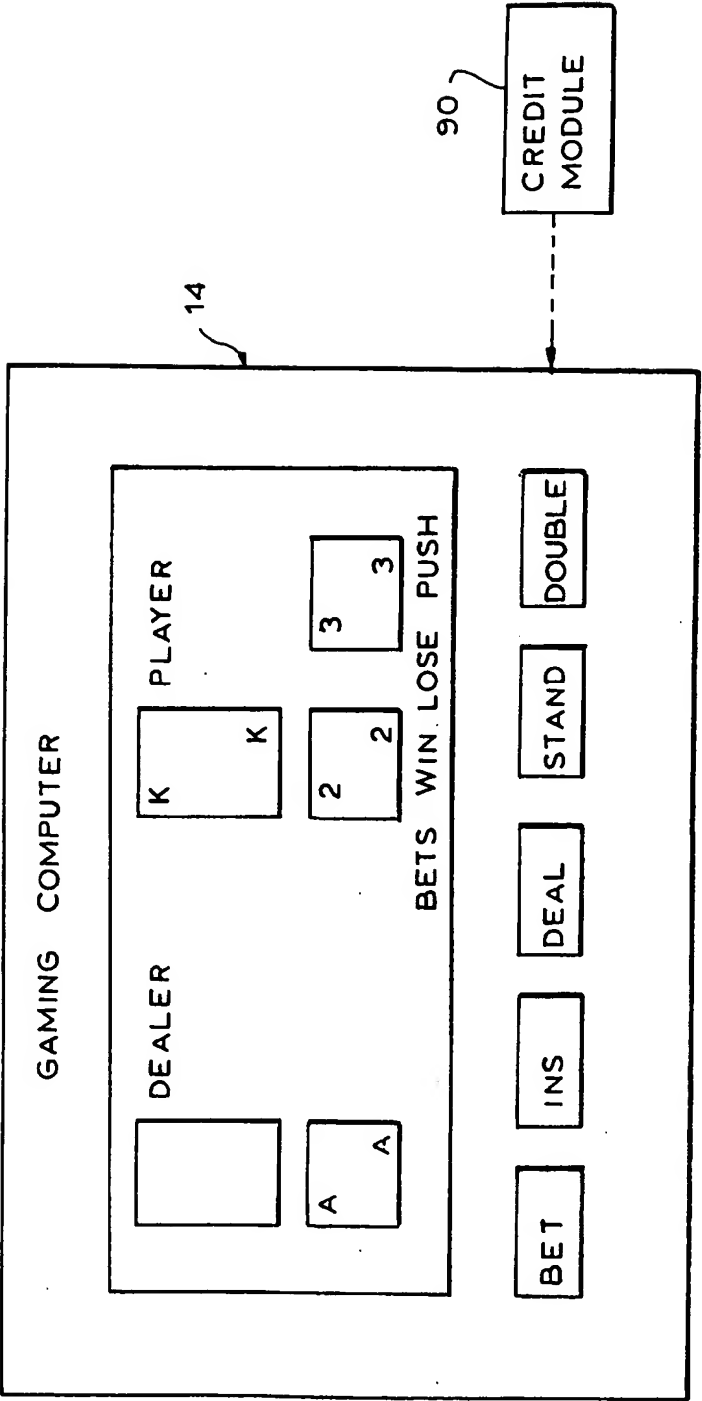 GAMING COMPUTER
14
90
CREDIT
MODULE
DEALER
PLAYER
K
K
A
A
2
2
3
3
BETS WIN LOSE PUSH
BET
INS
DEAL
STAND
DOUBLE